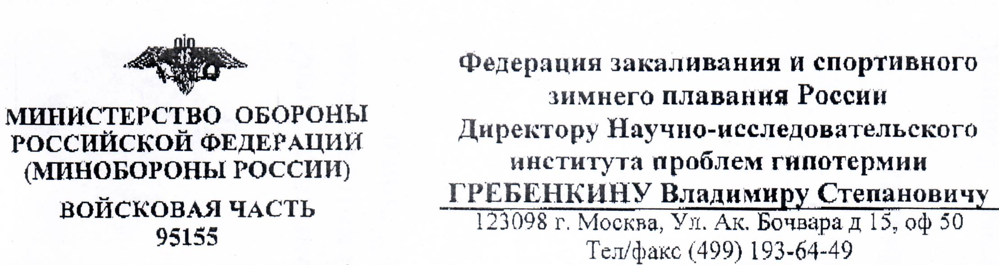 МИНИСТЕРСТВО ОБОРОНЫ
РОССИЙСКОЙ ФЕДЕРАЦИИ
(МИНОБОРОНЫ РОССИИ)
ВОЙСКОВАЯ ЧАСТЬ
95155
Федерация закаливания и спортивного
зимнего плавания России
Директору Научно-исследовательского
института проблем гипотермии
ГРЕБЕНКИНУ Владимиру Степановичу
123098 г. Москва, Ул. Ак. Бочвара д 15, оф 50
Тел/факс (499) 193-64-49